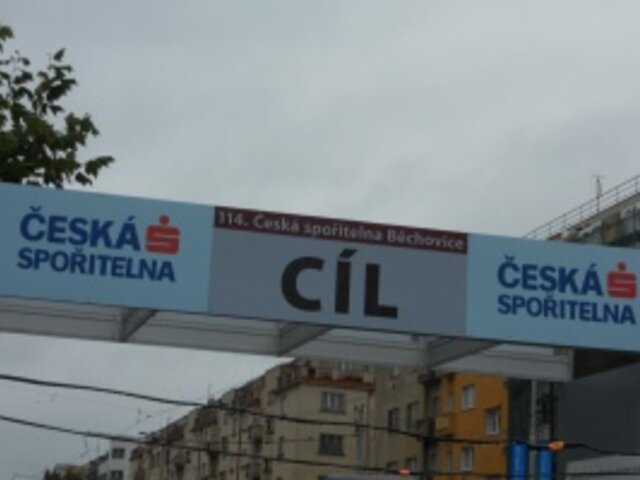 ČESKÁ
SPOŘITELNA
114. Česká spořitelna Běchovice
CÍL
ČESKÁ
SPOŘITELNA